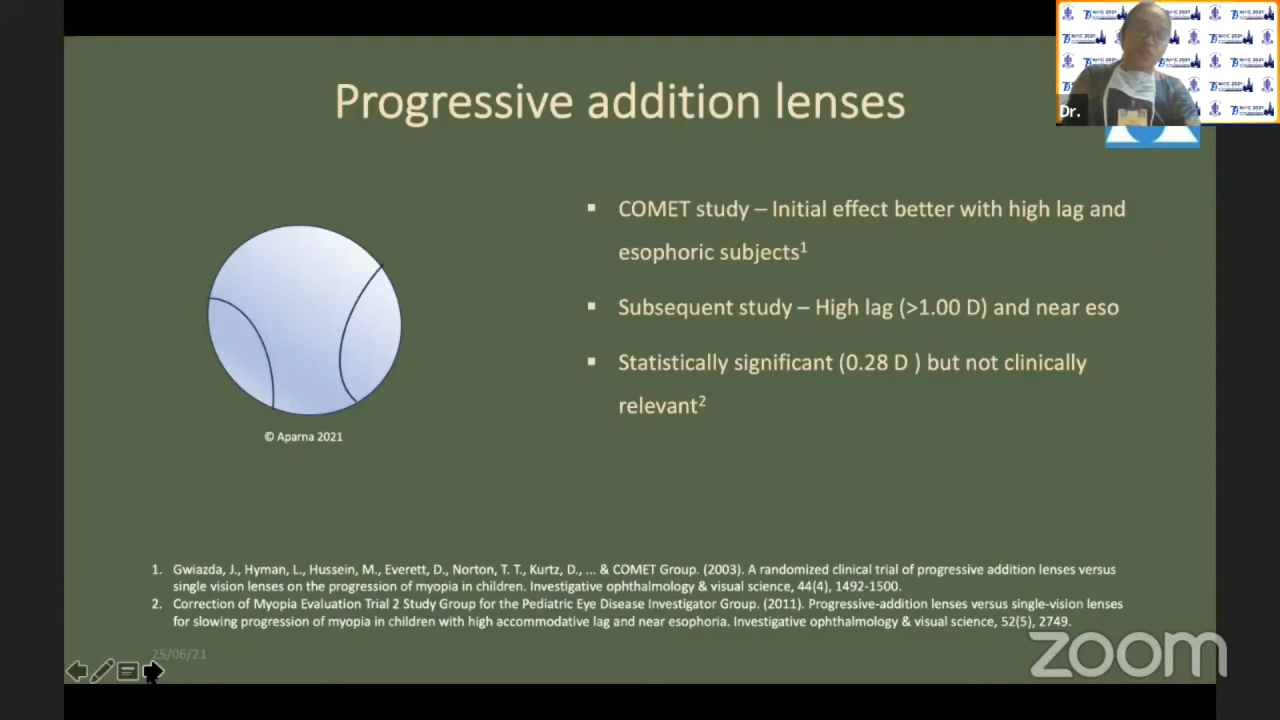 Progressive addition lenses
Dr.
▪ COMET study – Initial effect better with high lag and
esophoric subjects¹
▪ Subsequent study – High lag (>1.00 D) and near eso
▪ Statistically significant (0.28 D ) but not clinically
relevant²
© Aparna 2021
1. Gwiazda, J., Hyman, L., Hussein, M., Everett, D., Norton, T. T., Kurtz, D., ... & COMET Group. (2003). A randomized clinical trial of progressive addition lenses versus
single vision lenses on the progression of myopia in children. Investigative ophthalmology & visual science, 44(4), 1492-1500.
2. Correction of Myopia Evaluation Trial 2 Study Group for the Pediatric Eye Disease Investigator Group. (2011). Progressive-addition lenses versus single-vision lenses
for slowing progression of myopia in children with high accommodative lag and near esophoria. Investigative ophthalmology & visual science, 52(5), 2749.
25/06/21
zoom